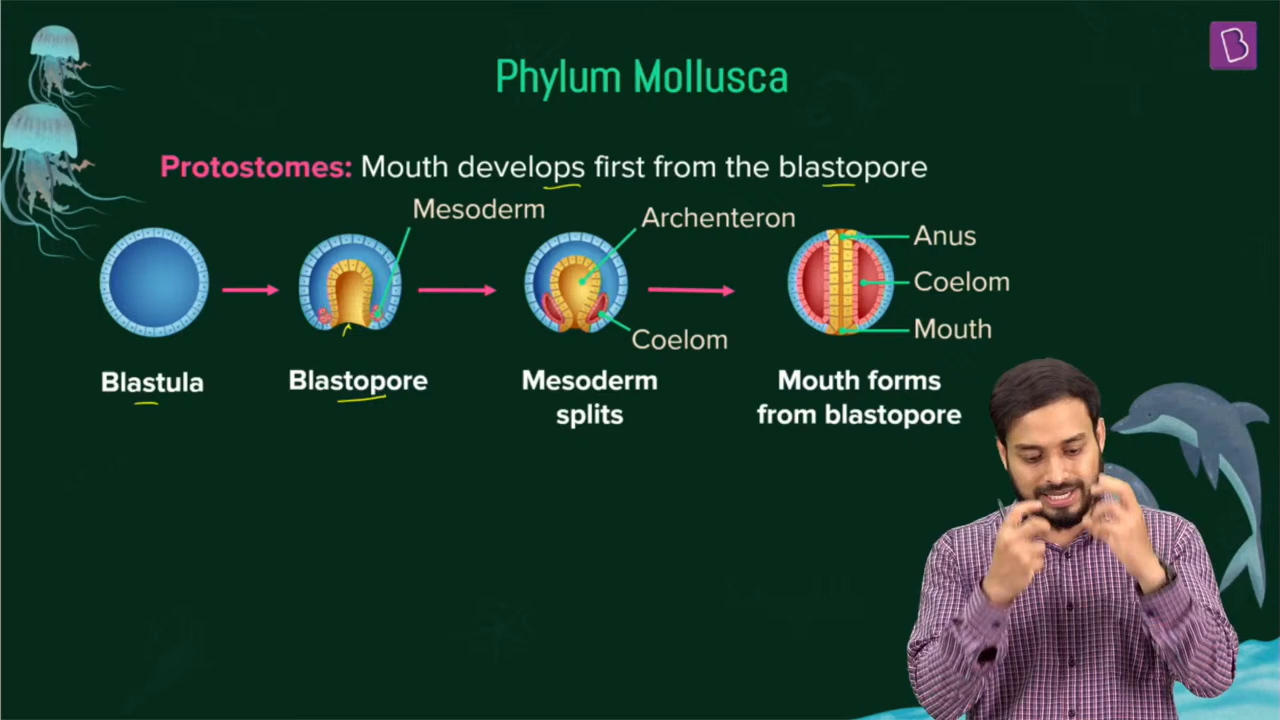 Phylum Mollusca
Protostomes: Mouth develops first from the blastopore
Mesoderm
Archenteron
Anus
Coelom
Mouth
Coelom
Blastula
Blastopore
Mesoderm
splits
Mouth forms
from blastopore
B